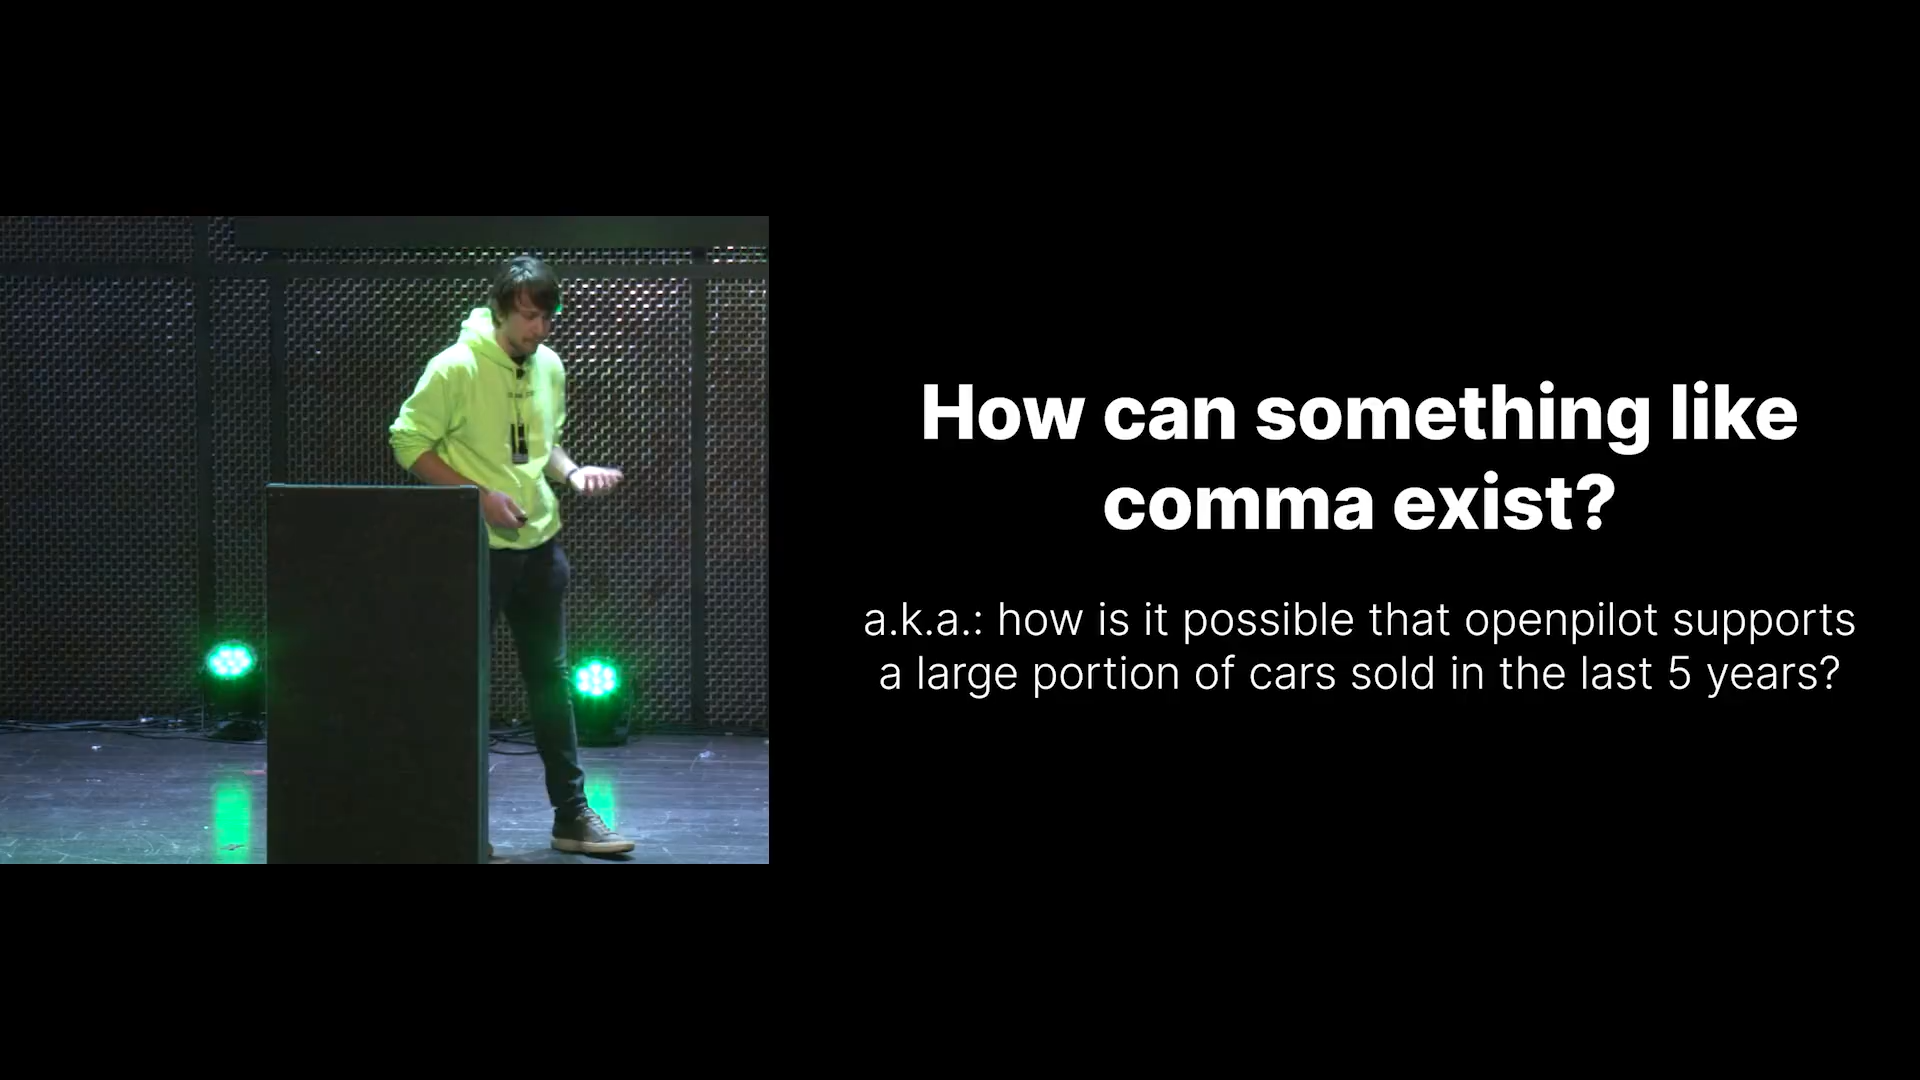 How can something like
comma exist?
a.k.a.: how is it possible that openpilot supports
a large portion of cars sold in the last 5 years?